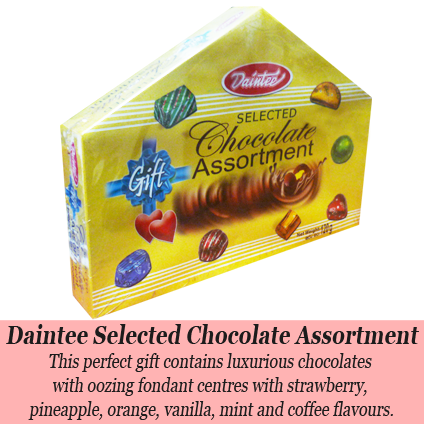 Daintee
SELECTED
Chocolate
Assortment
Gift
Daintee
Daintee Selected Chocolate Assortment
This perfect gift contains luxurious chocolates
with oozing fondant centres with strawberry,
pineapple, orange, vanilla, mint and coffee flavours.